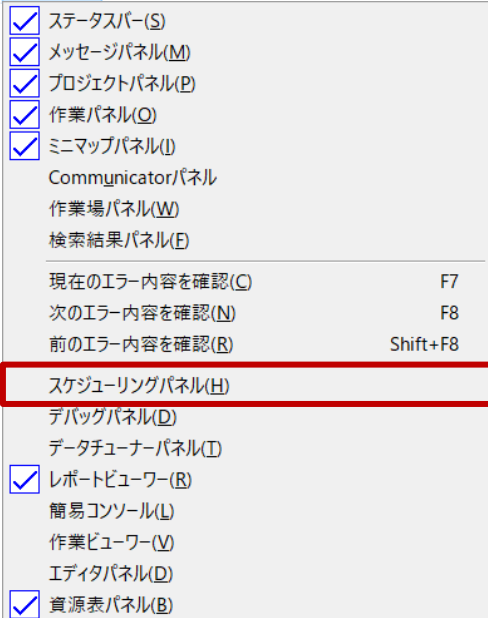 ステータスバー(S)
メッセージパネル(M)
プロジェクトパネル(P)
作業パネル(O)
ミニマップパネル(I)
Communicatorパネル
作業場パネル(W)
検索結果パネル(F)
現在のエラー内容を確認(C) F7
次のエラー内容を確認(N) F8
前のエラー内容を確認(R) Shift+F8
スケジューリングパネル(H)
デバッグパネル(D)
データチューナーパネル(T)
レポートビューワー(R)
簡易コンソール(L)
作業ビューワー(V)
エディタパネル(D)
資源表パネル(B)